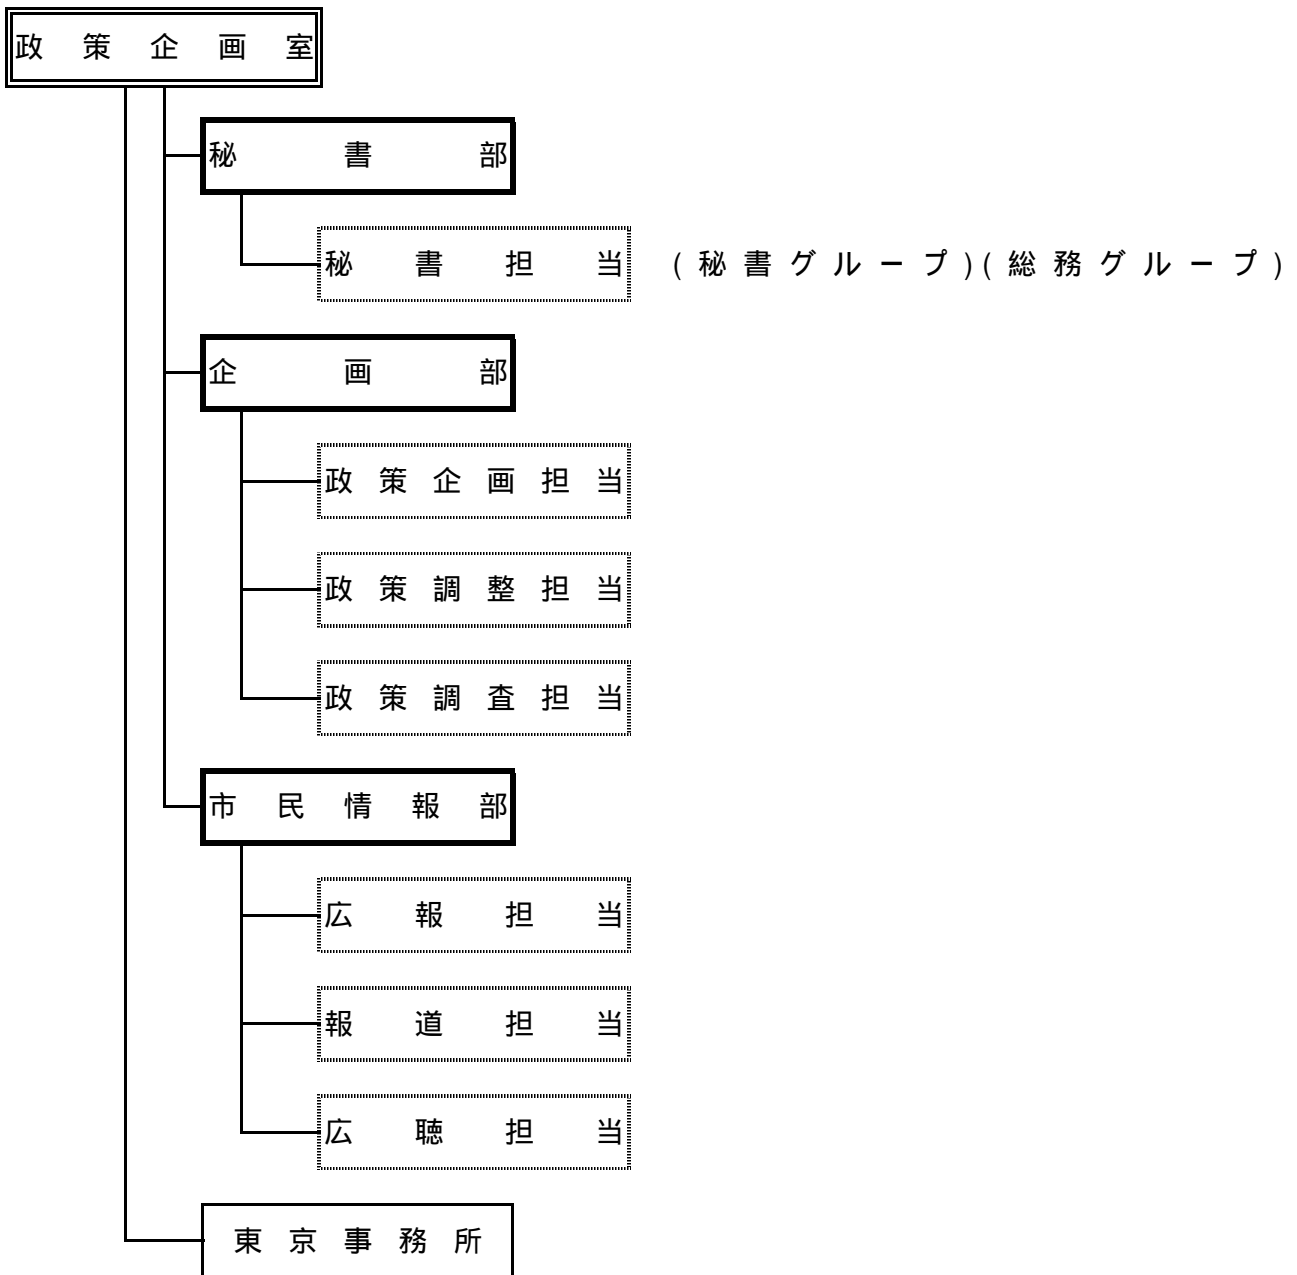 政策企画室
秘書部
秘書担当 (秘書グループ)(総務グループ)
企画部
政策企画担当
政策調整担当
政策調査担当
市民情報部
広報担当
報道担当
広聴担当
東京事務所